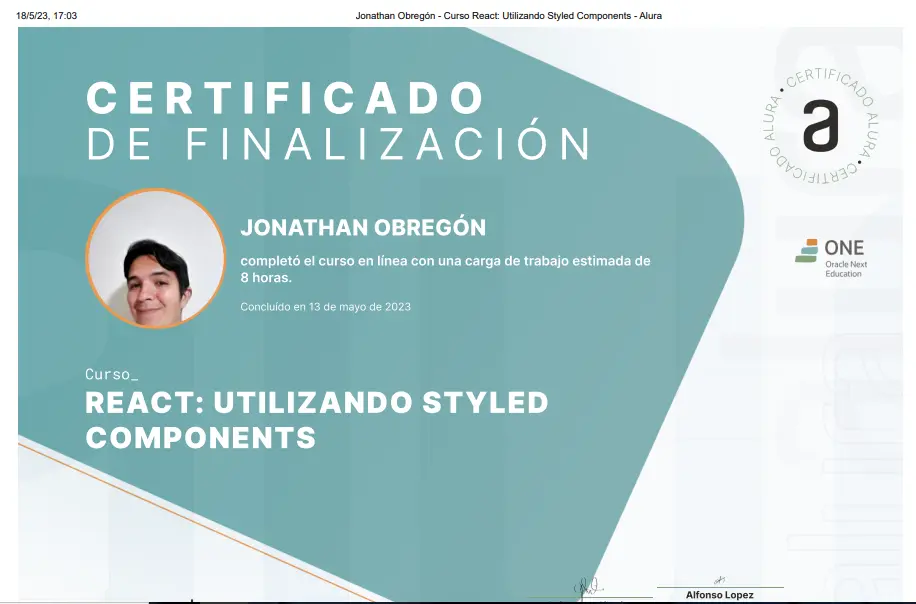 18/5/23, 17:03
Jonathan Obregón - Curso React: Utilizando Styled Components - Alura
CERTIFICADO
DE FINALIZACIÓN
CERTIFICADO ALURA • CERTIFICADO ALURA •
a
JONATHAN OBREGÓN
completó el curso en línea con una carga de trabajo estimada de
8 horas.
Concluído en 13 de mayo de 2023
ONE
Oracle Next
Education
Curso_
REACT: UTILIZANDO STYLED
COMPONENTS
Alfonso Lopez